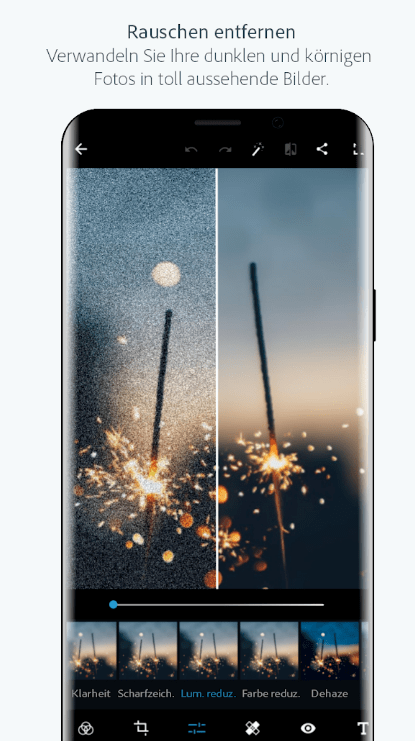 Rauschen entfernen
Verwandeln Sie Ihre dunklen und körnigen
Fotos in toll aussehende Bilder.
Klarheit Scharfzeich. Lum. reduz. Farbe reduz. Dehaze
T